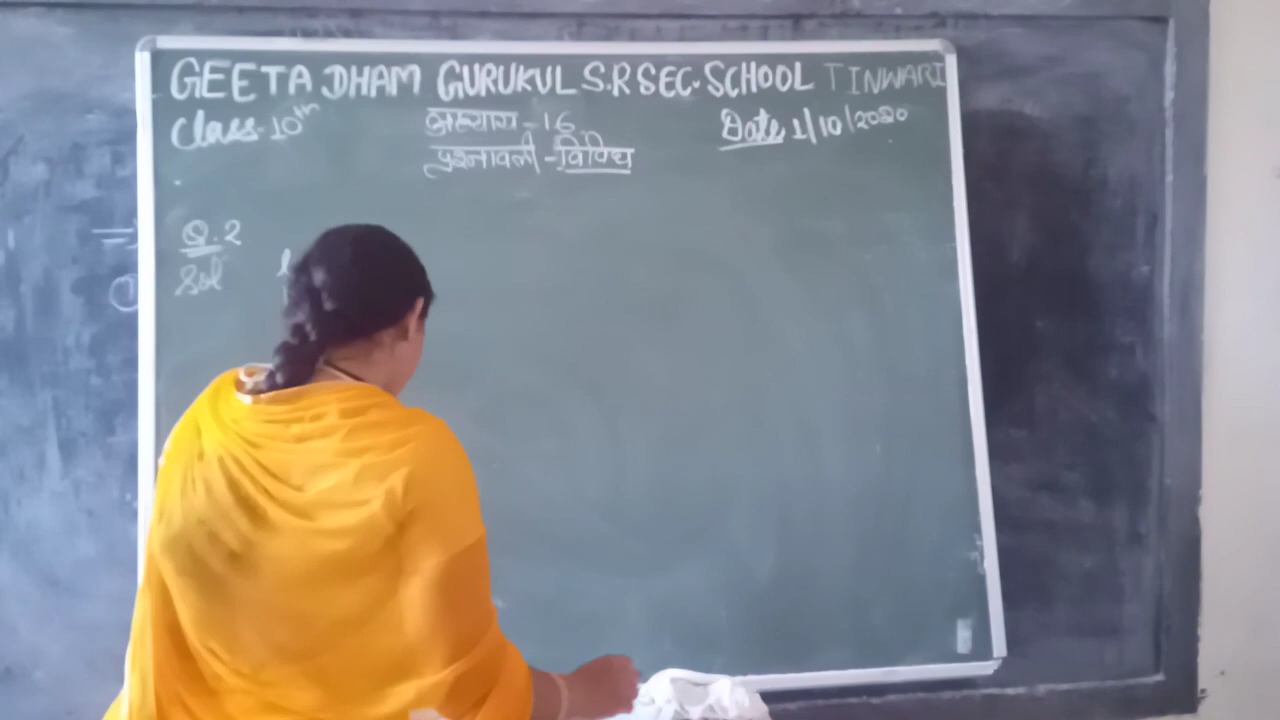 GEETA DHAM GURUKUL S.R SEC. SCHOOL TINWARI
Class-10th अध्याय-16 Date 1/10/2020
प्रश्नावली-विविध
Q.2
Sol